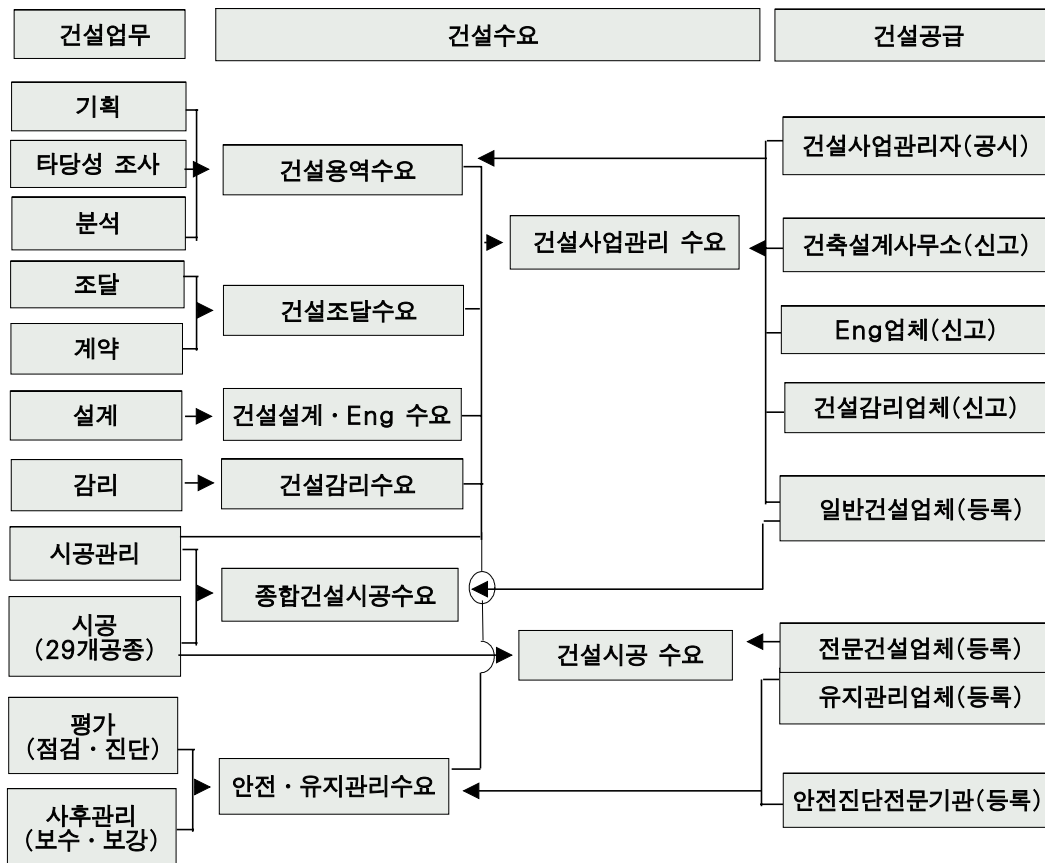 건설업무
건설수요
건설공급
기획
타당성 조사
분석
조달
계약
설계
감리
시공관리
시공
(29개공종)
평가
(점검·진단)
사후관리
(보수·보강)
건설용역수요
건설조달수요
건설설계·Eng 수요
건설감리수요
종합건설시공수요
안전·유지관리수요
건설사업관리 수요
건설시공 수요
건설사업관리자(공시)
건축설계사무소(신고)
Eng업체(신고)
건설감리업체(신고)
일반건설업체(등록)
전문건설업체(등록)
유지관리업체(등록)
안전진단전문기관(등록)